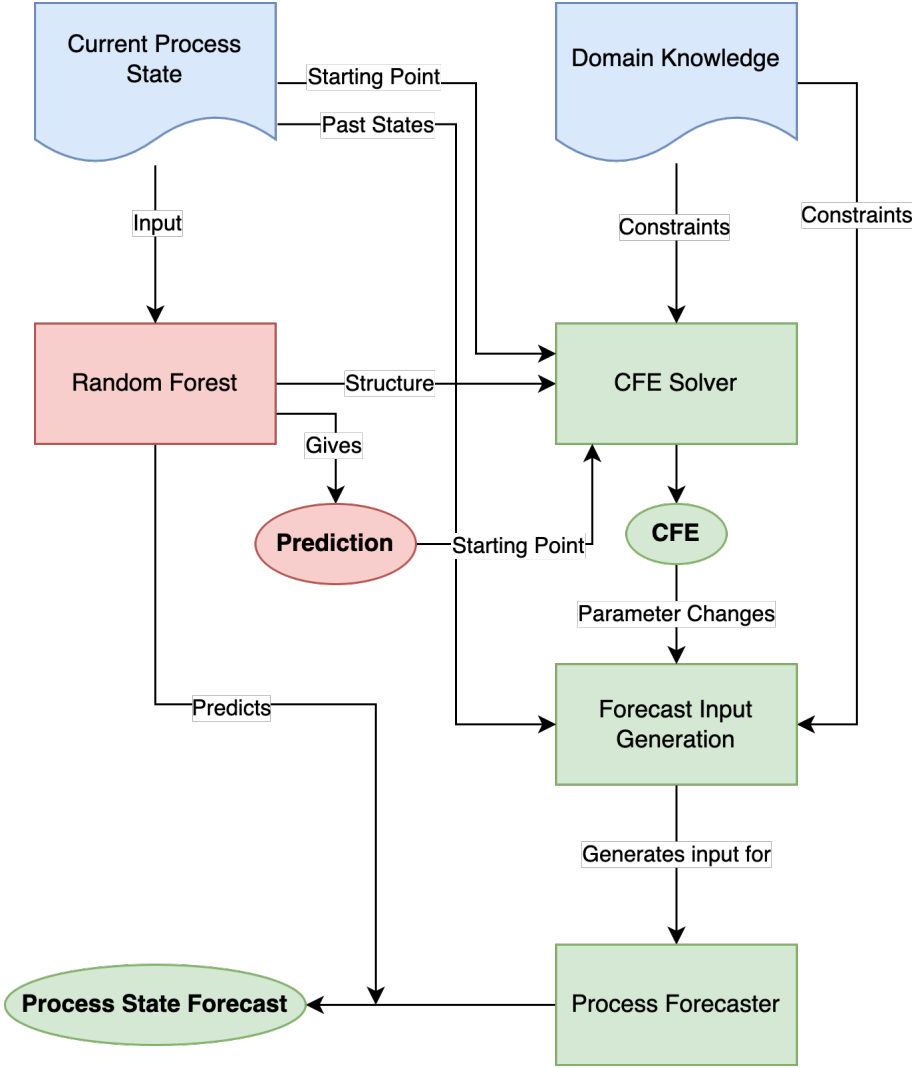 Current Process
State
Domain Knowledge
Starting Point
Past States
Input
Constraints
Constraints
Random Forest
Structure
CFE Solver
Gives
Prediction
Starting Point
CFE
Parameter Changes
Predicts
Forecast Input
Generation
Generates input for
Process State Forecast
Process Forecaster